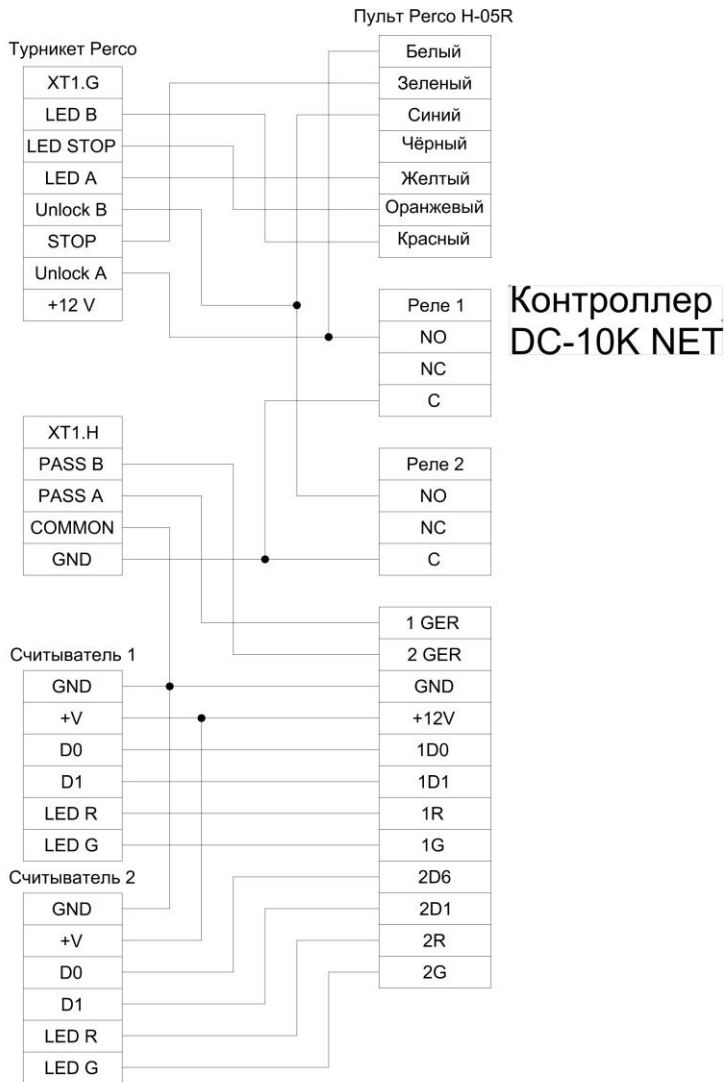 Пульт Perco H-05R
Турникет Perco
XT1.G
LED B
LED STOP
LED A
Unlock B
STOP
Unlock A
+12 V
Белый
Зеленый
Синий
Чёрный
Желтый
Оранжевый
Красный
Реле 1
NO
NC
C
Контроллер
DC-10K NET
XT1.H
PASS B
PASS A
COMMON
GND
Реле 2
NO
NC
C
1 GER
2 GER
GND
+12V
1D0
1D1
1R
1G
2D6
2D1
2R
2G
Считыватель 1
GND
+V
D0
D1
LED R
LED G
Считыватель 2
GND
+V
D0
D1
LED R
LED G